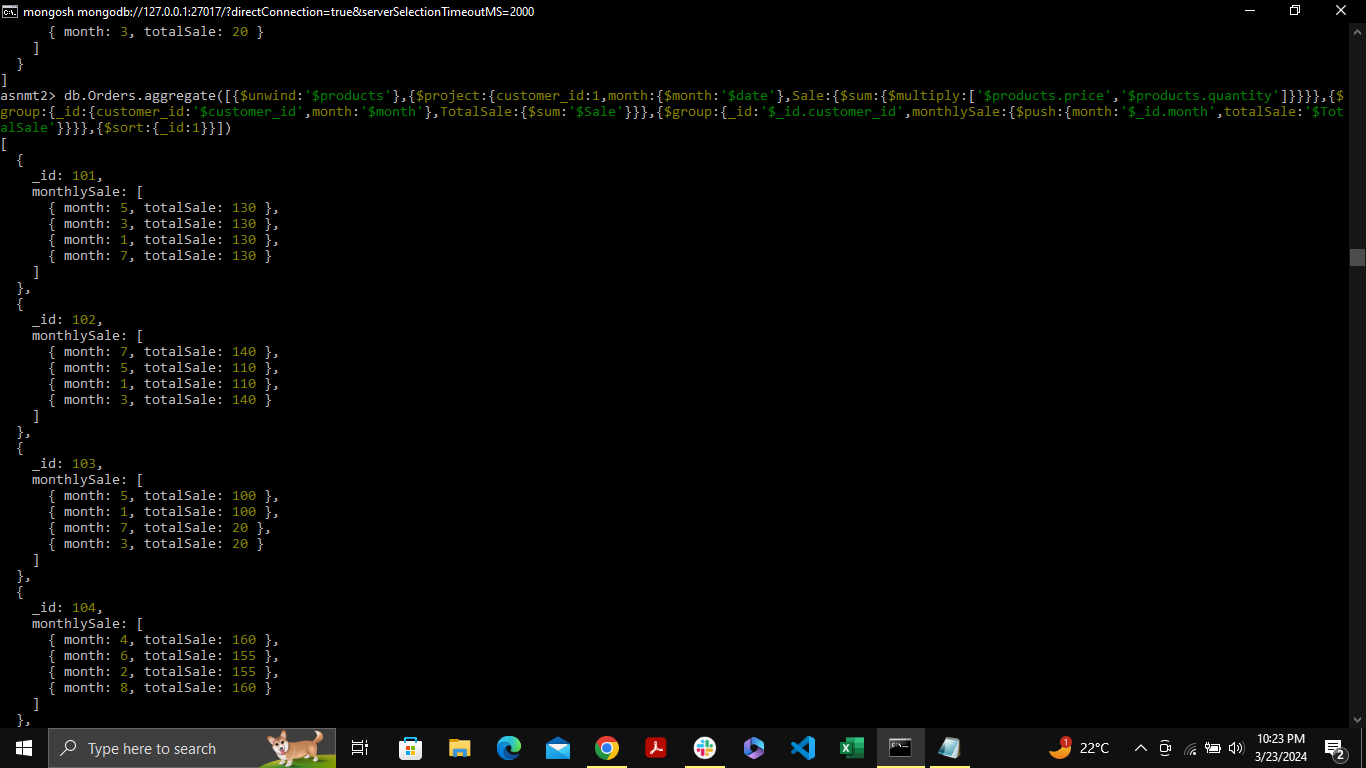 mongosh mongodb://127.0.0.1:27017/?directConnection=true&serverSelectionTimeoutMS=2000
{ month: 3, totalSale: 20 }
]
}
]
asnmt2> db.Orders.aggregate([{$unwind:'$products'},{$project:{customer_id:1,month:{$month:'$date'},Sale:{$sum:{$multiply:['$products.price','$products.quantity']}}}},{$
group:{_id:{customer_id:'$customer_id',month:'$month'},TotalSale:{$sum:'$Sale'}}},{$group:{_id:'$_id.customer_id',monthlySale:{$push:{month:'$_id.month',totalSale:'$Tot
alSale'}}}},{$sort:{_id:1}}])
[
{
_id: 101,
monthlySale: [
{ month: 5, totalSale: 130 },
{ month: 3, totalSale: 130 },
{ month: 1, totalSale: 130 },
{ month: 7, totalSale: 130 }
]
},
{
_id: 102,
monthlySale: [
{ month: 7, totalSale: 140 },
{ month: 5, totalSale: 110 },
{ month: 1, totalSale: 110 },
{ month: 3, totalSale: 140 }
]
},
{
_id: 103,
monthlySale: [
{ month: 5, totalSale: 100 },
{ month: 1, totalSale: 100 },
{ month: 7, totalSale: 20 },
{ month: 3, totalSale: 20 }
]
},
{
_id: 104,
monthlySale: [
{ month: 4, totalSale: 160 },
{ month: 6, totalSale: 155 },
{ month: 2, totalSale: 155 },
{ month: 8, totalSale: 160 }
]
},
Type here to search
1
22°C
10:23 PM
3/23/2024
2